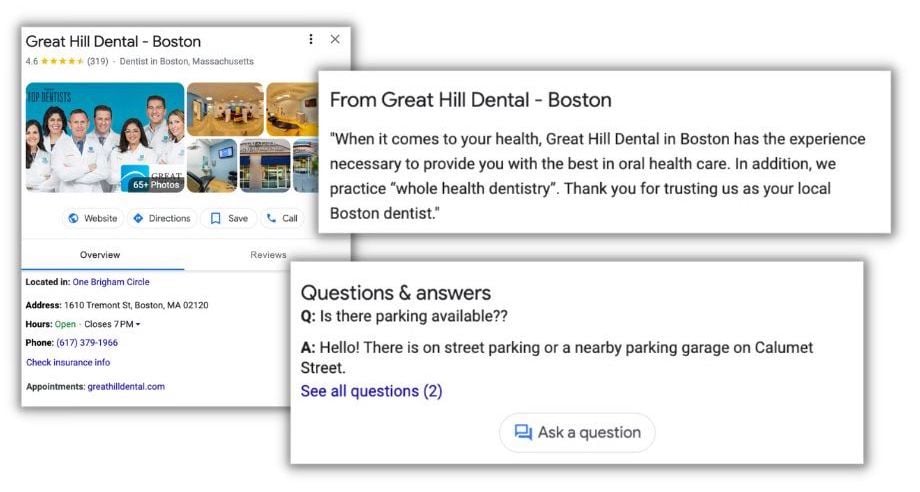 Great Hill Dental - Boston
4.6 (319) · Dentist in Boston, Massachusetts
TOP DENTISTS
GREAT
65+ Photos
Website Directions Save Call
Overview Reviews
Located in: One Brigham Circle
Address: 1610 Tremont St, Boston, MA 02120
Hours: Open · Closes 7 PM
Phone: (617) 379-1966
Check insurance info
Appointments: greathilldental.com
From Great Hill Dental - Boston
"When it comes to your health, Great Hill Dental in Boston has the experience
necessary to provide you with the best in oral health care. In addition, we
practice “whole health dentistry”. Thank you for trusting us as your local
Boston dentist."
Questions & answers
Q: Is there parking available??
A: Hello! There is on street parking or a nearby parking garage on Calumet
Street.
See all questions (2)
Ask a question